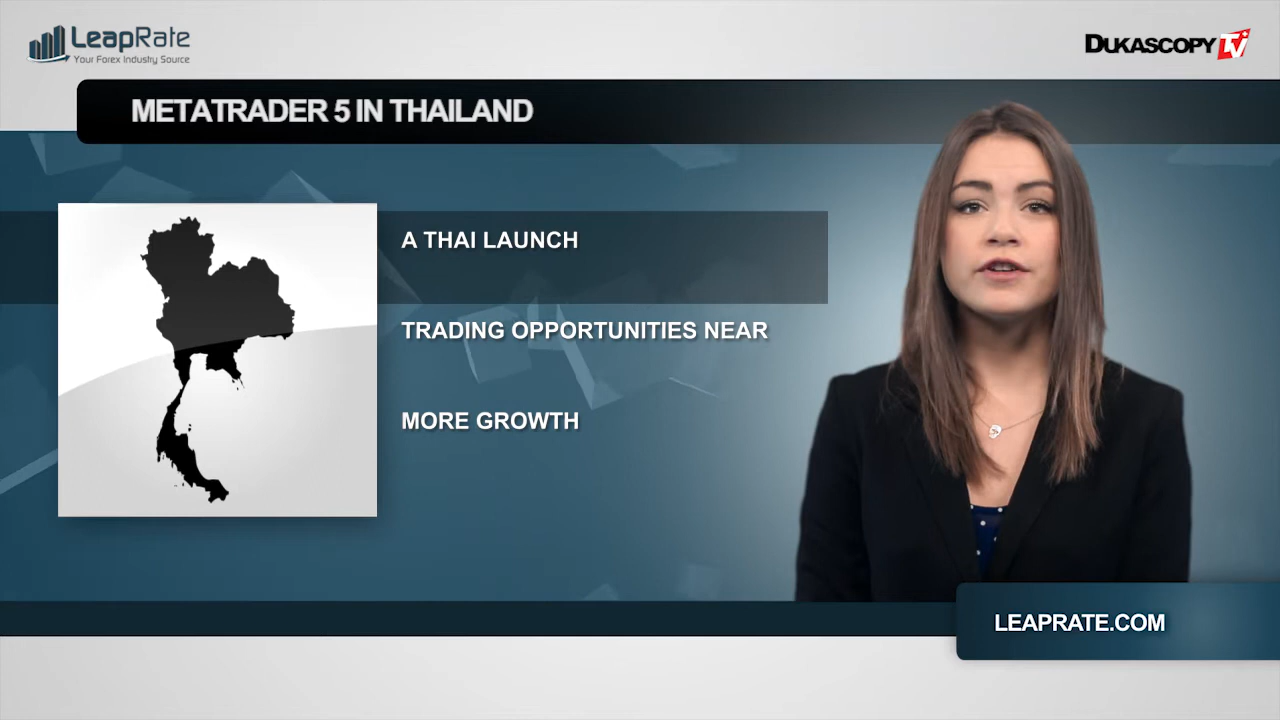 LeapRate
Your Forex Industry Source
DUKASCOPY TV
METATRADER 5 IN THAILAND
A THAI LAUNCH
TRADING OPPORTUNITIES NEAR
MORE GROWTH
LEAPRATE.COM